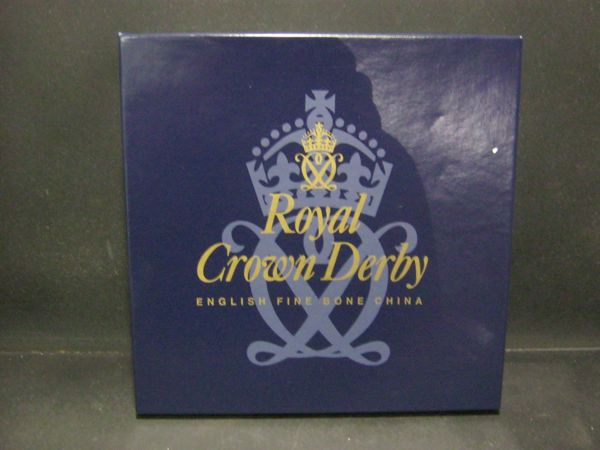 Royal
Crown Derby
ENGLISH FINE BONE CHINA